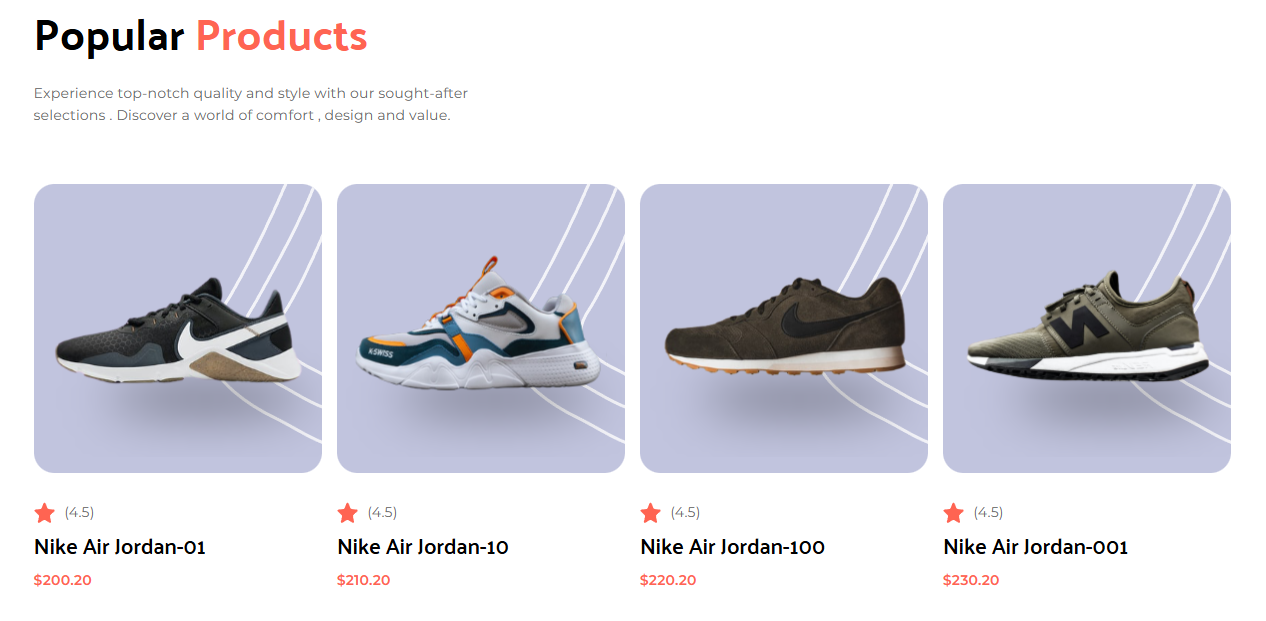 Popular Products
Experience top-notch quality and style with our sought-after
selections . Discover a world of comfort , design and value.
K·SWISS
(4.5)
Nike Air Jordan-01
$200.20
(4.5)
Nike Air Jordan-10
$210.20
(4.5)
Nike Air Jordan-100
$220.20
(4.5)
Nike Air Jordan-001
$230.20